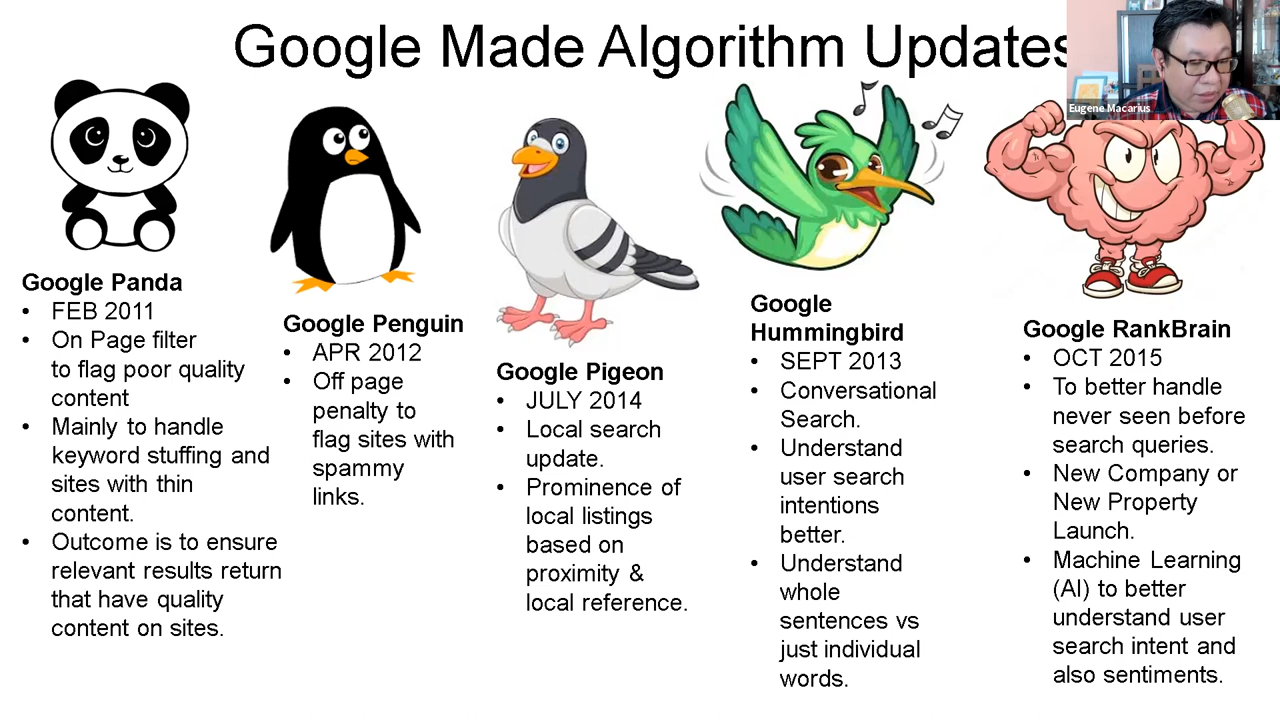 Google Made Algorithm Updates
Eugene Macarius
Google Panda
• FEB 2011
• On Page filter
to flag poor quality
content
• Mainly to handle
keyword stuffing and
sites with thin
content.
• Outcome is to ensure
relevant results return
that have quality
content on sites.
Google Penguin
• APR 2012
• Off page
penalty to
flag sites with
spammy
links.
Google Pigeon
• JULY 2014
• Local search
update.
• Prominence of
local listings
based on
proximity &
local reference.
Google
Hummingbird
• SEPT 2013
• Conversational
Search.
• Understand
user search
intentions
better.
• Understand
whole
sentences vs
just individual
words.
Google RankBrain
• OCT 2015
• To better handle
never seen before
search queries.
• New Company or
New Property
Launch.
• Machine Learning
(AI) to better
understand user
search intent and
also sentiments.